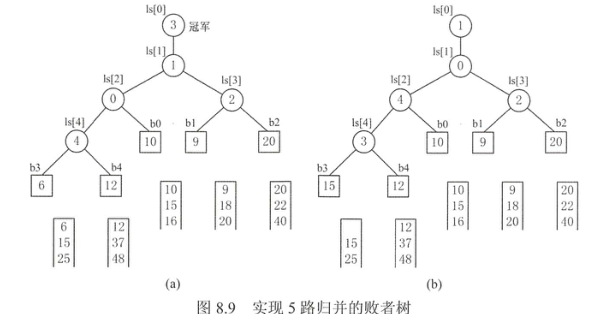 ls[0]
3 冠军
ls[1]
1
ls[2] ls[3]
0 2
ls[4] b0 b1 b2
4 10 9 20
b3 b4
6 12
10 9 20
15 18 22
16 20 40
6 12
15 37
25 48
(a)
ls[0]
1
ls[1]
0
ls[2] ls[3]
4 2
ls[4] b0 b1 b2
3 10 9 20
b3 b4
15 12
10 9 20
15 18 22
16 20 40
12
15 37
25 48
(b)
图 8.9 实现 5 路归并的败者树